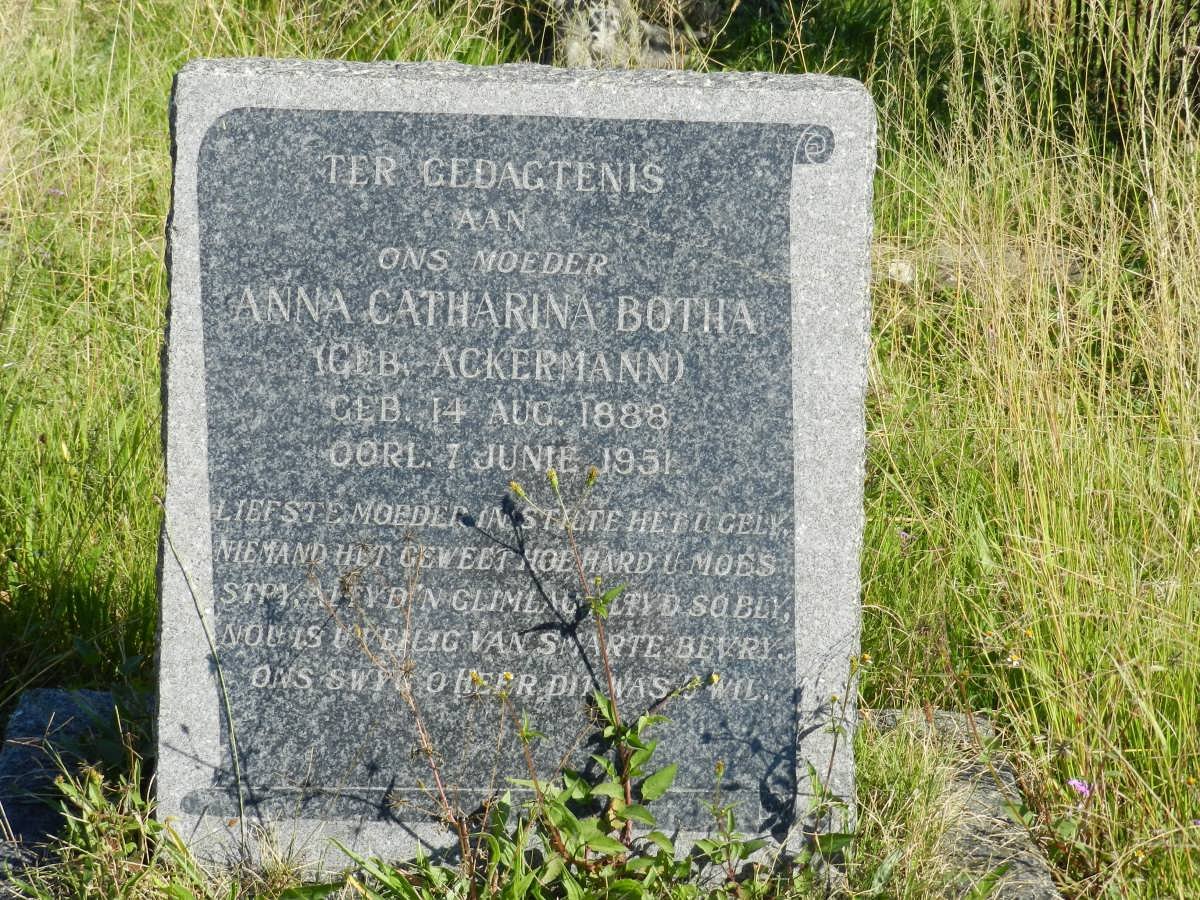 TER GEDAGTENIS
AAN
ONS MOEDER
ANNA CATHARINA BOTHA
(GEB. ACKERMANN)
GEB. 14 AUG. 1888
OORL. 7 JUNIE 1951
LIEFSTE MOEDER IN STILTE HET U GELY,
NIEMAND HET GEWEET HOE HARD U MOES
STRY, ALTYD 'N GLIMLAG ALTYD SO BLY,
NOU IS U VEILIG VAN SMARTE BEVRY.
ONS SWYG, O HEER, DIT WAS U WIL.